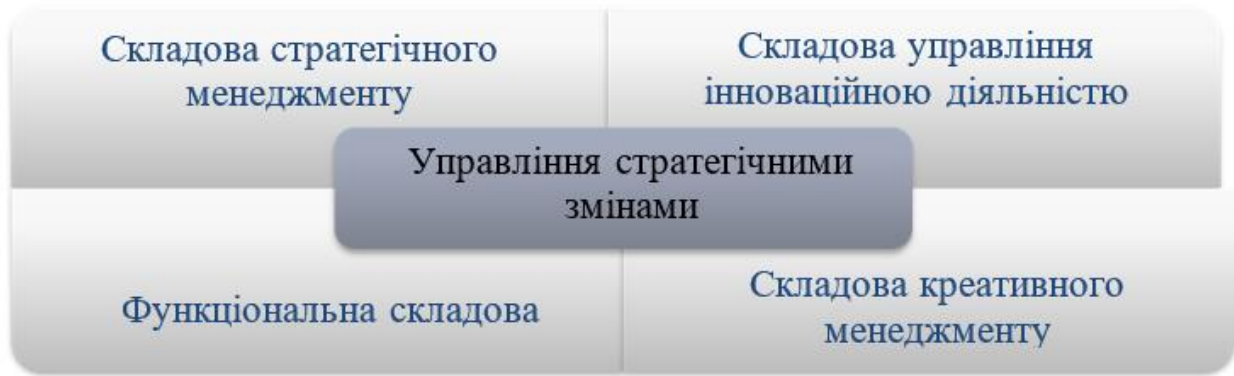 Складова стратегічного
менеджменту
Складова управління
інноваційною діяльністю
Управління стратегічними
змінами
Функціональна складова
Складова креативного
менеджменту